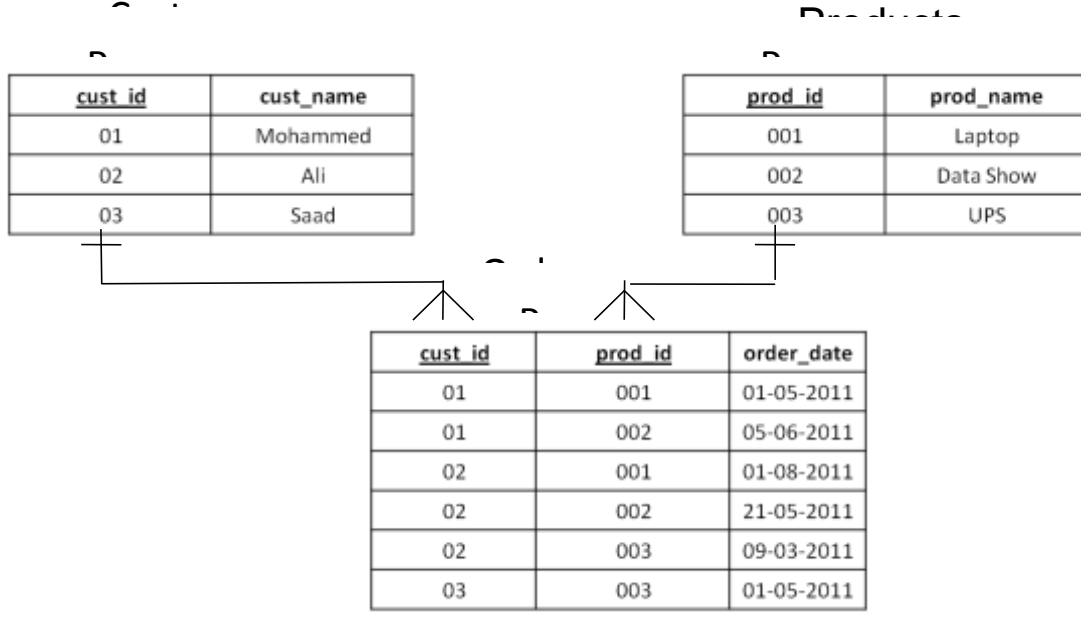 cust_id cust_name
01 Mohammed
02 Ali
03 Saad
prod_id prod_name
001 Laptop
002 Data Show
003 UPS
cust_id prod_id order_date
01 001 01-05-2011
01 002 05-06-2011
02 001 01-08-2011
02 002 21-05-2011
02 003 09-03-2011
03 003 01-05-2011